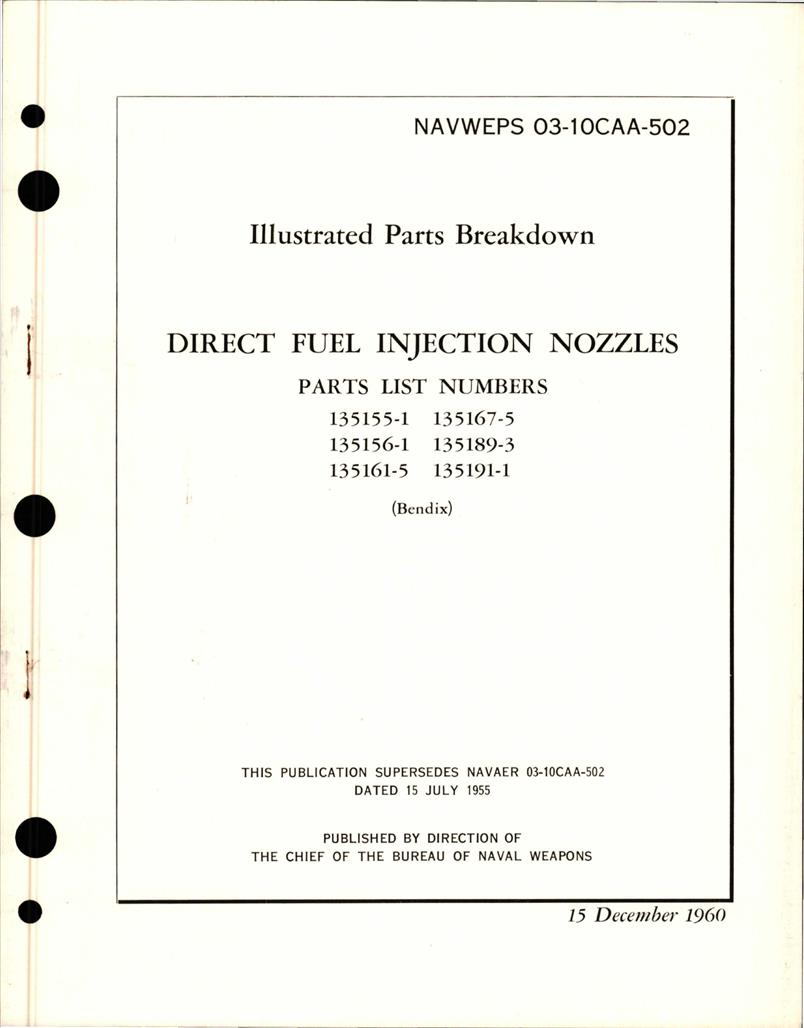 NAVWEPS 03-10CAA-502
Illustrated Parts Breakdown
DIRECT FUEL INJECTION NOZZLES
PARTS LIST NUMBERS
135155-1 135167-5
135156-1 135189-3
135161-5 135191-1
(Bendix)
THIS PUBLICATION SUPERSEDES NAVAER 03-10CAA-502
DATED 15 JULY 1955
PUBLISHED BY DIRECTION OF
THE CHIEF OF THE BUREAU OF NAVAL WEAPONS
15 December 1960